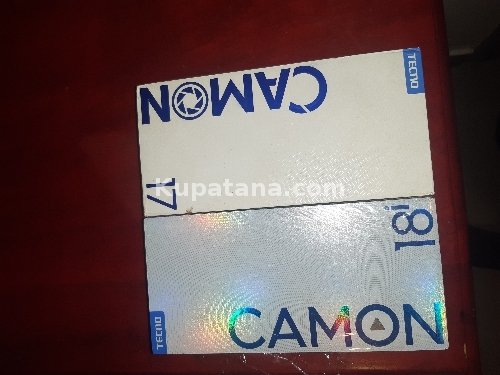 TECNO
CAMON
17
Kupatana.com
18i
TECNO
CAMON